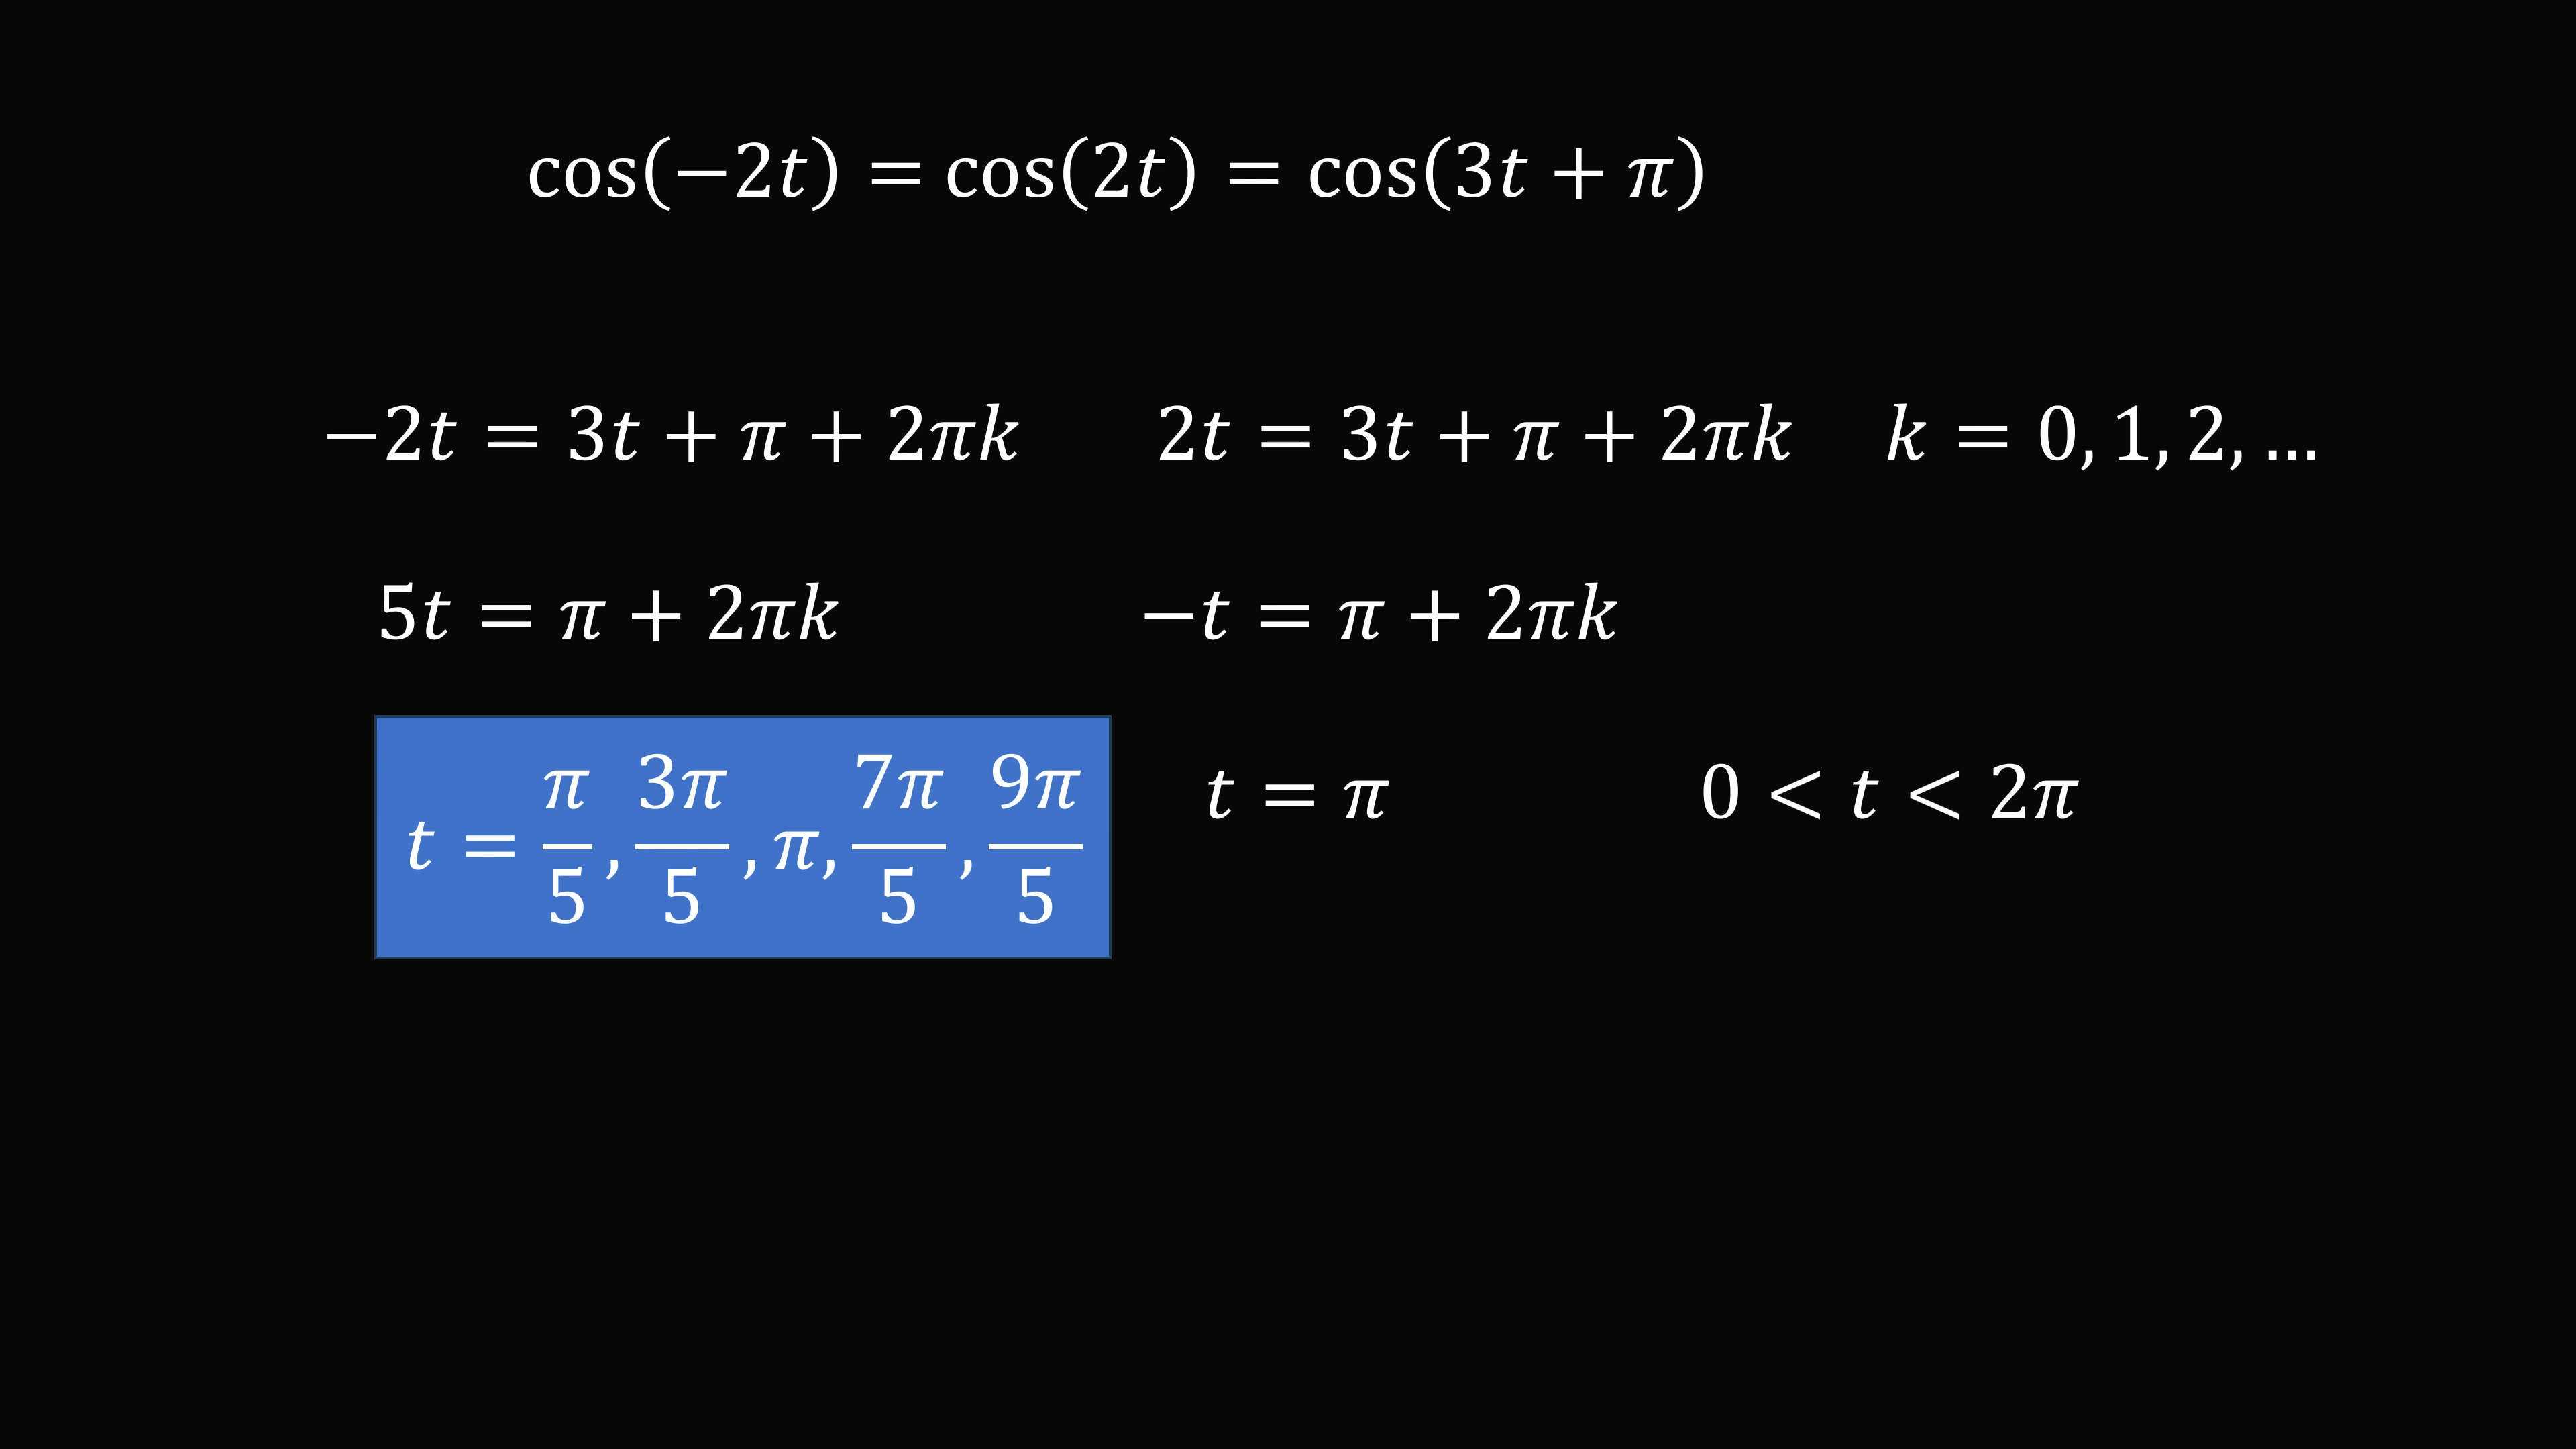 cos(−2t) = cos(2t) = cos(3t + π)
−2t = 3t + π + 2πk 2t = 3t + π + 2πk k = 0, 1, 2, …
5t = π + 2πk −t = π + 2πk
t = π/5, 3π/5, π, 7π/5, 9π/5 t = π 0 < t < 2π